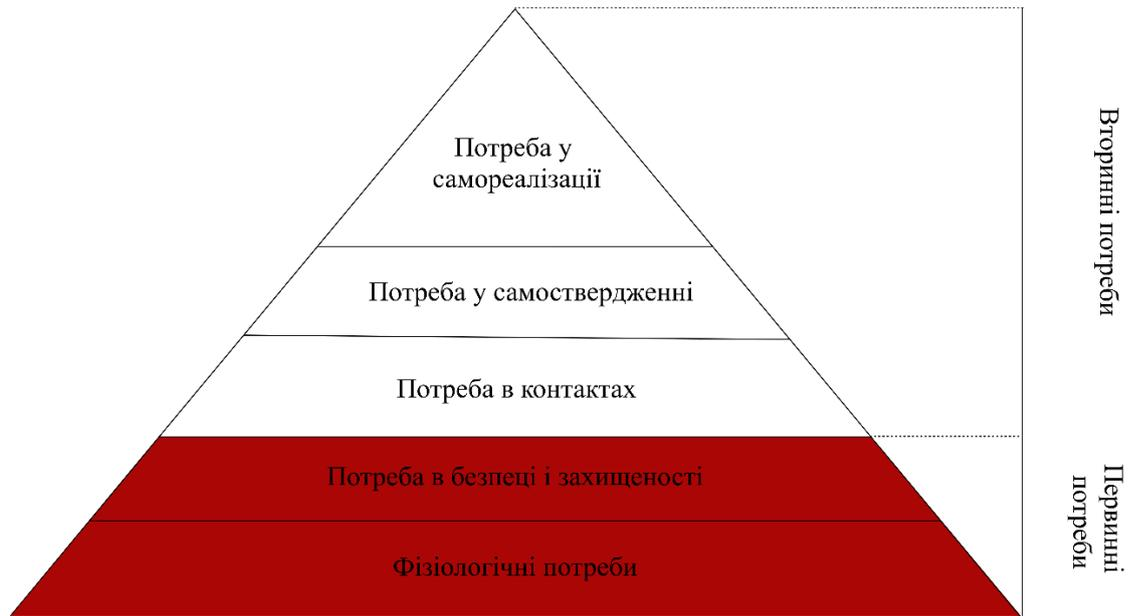 Потреба у
самореалізації
Потреба у самоствердженні
Потреба в контактах
Потреба в безпеці і захищеності
Фізіологічні потреби
Вторинні потреби
Первинні
потреби